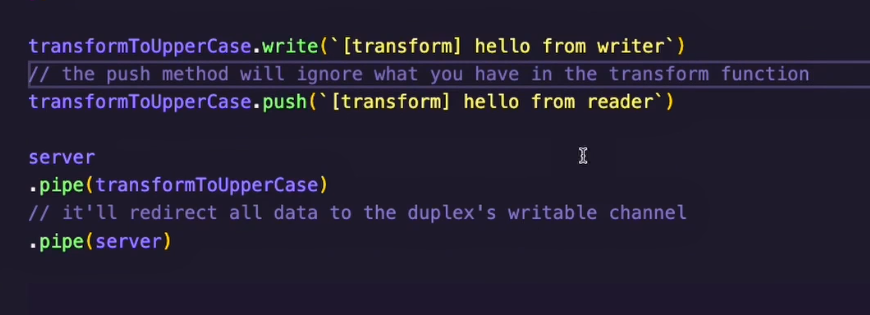 transformToUpperCase.write(`[transform] hello from writer`)
// the push method will ignore what you have in the transform function
transformToUpperCase.push(`[transform] hello from reader`)
server
.pipe(transformToUpperCase)
// it'll redirect all data to the duplex's writable channel
.pipe(server)